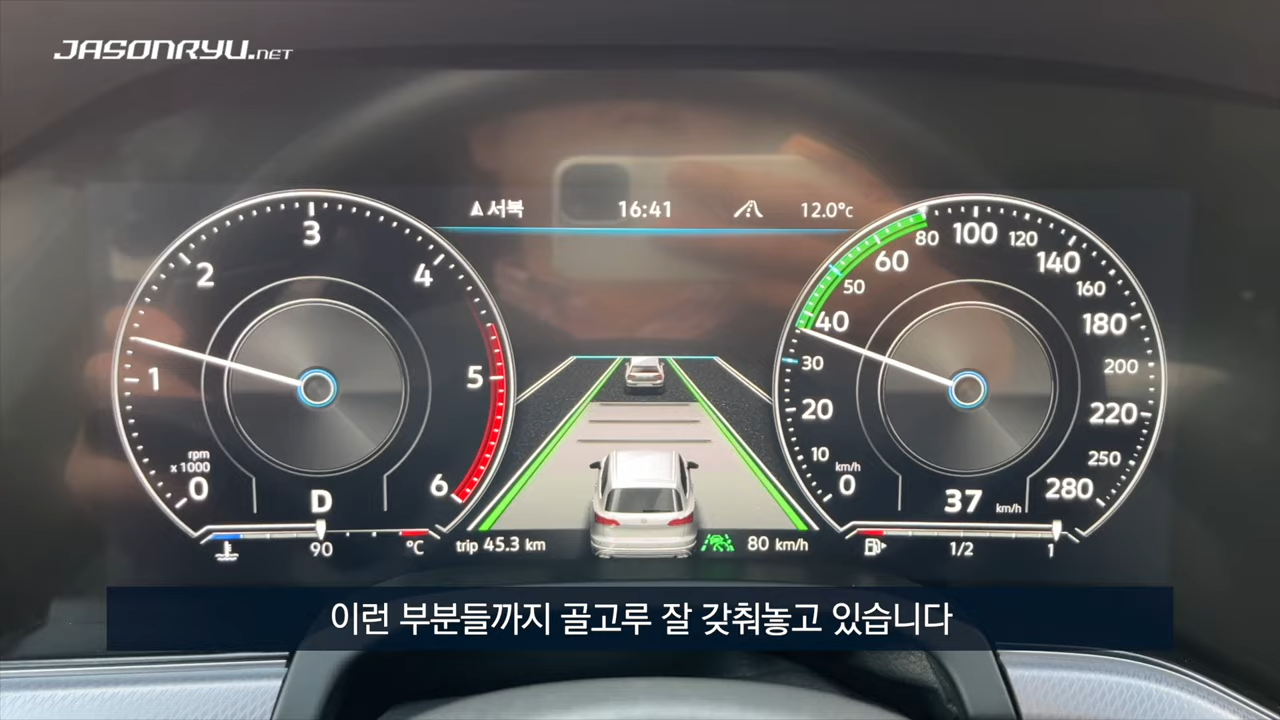 JASONRYU.NET
서북 16:41 12.0°c
0 1 2 3 4 5 6
rpm
x 1000
D
90 °C
0 10 20 30 40 50 60 80 100 120 140 160 180 200 220 250 280
km/h
37 km/h
1/2 1
trip 45.3 km
80 km/h
이런 부분들까지 골고루 잘 갖춰놓고 있습니다